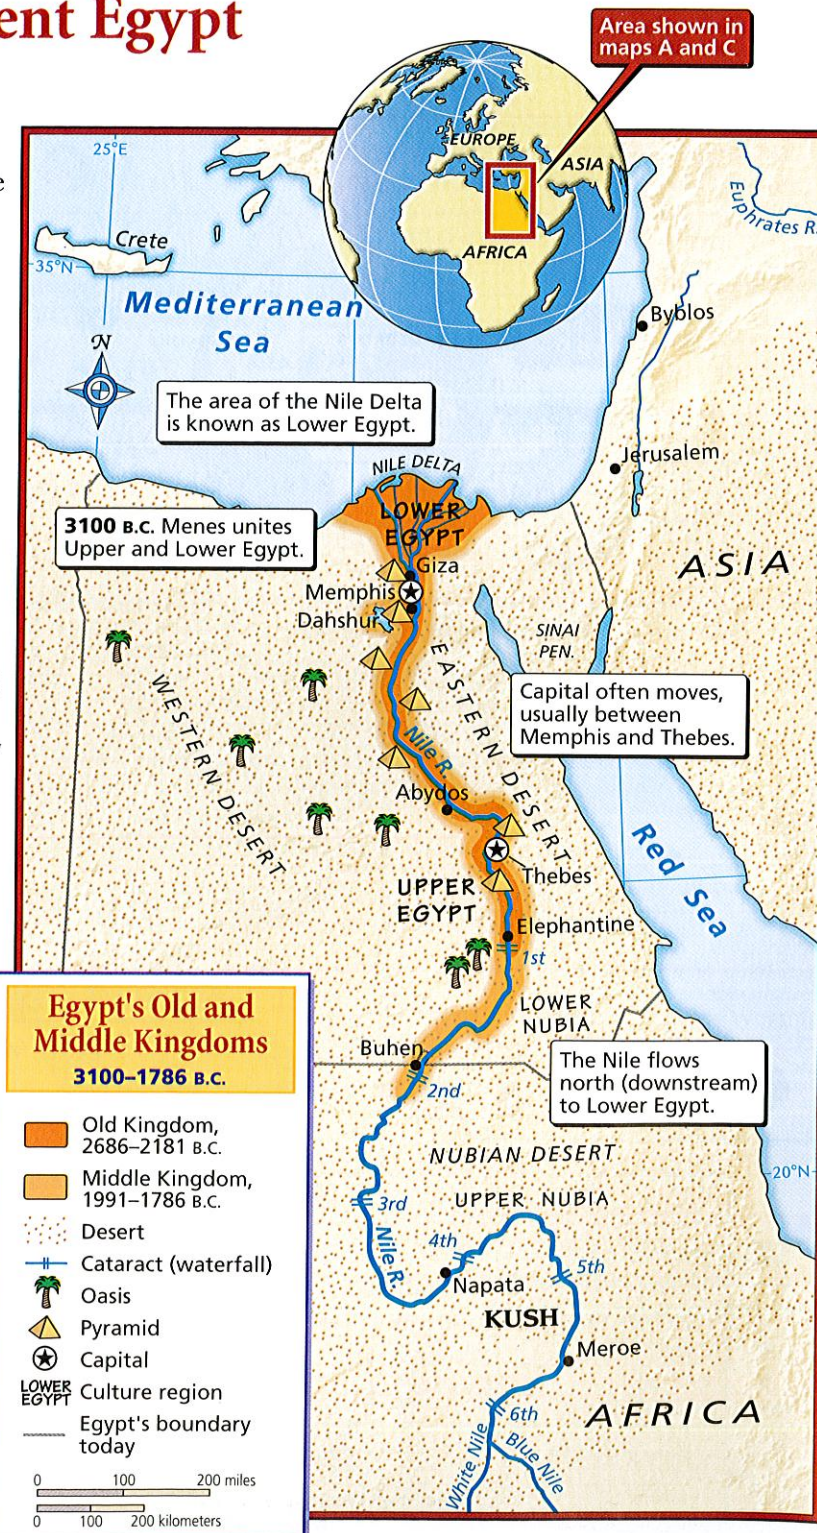 ent Egypt
Area shown in
maps A and C
EUROPE
ASIA
AFRICA
25°E
Euphrates R.
Crete
35°N
Mediterranean
Sea
Byblos
N
The area of the Nile Delta
is known as Lower Egypt.
Jerusalem
NILE DELTA
LOWER
EGYPT
3100 B.C. Menes unites
Upper and Lower Egypt.
ASIA
Giza
Memphis
Dahshur
SINAI
PEN.
WESTERN DESERT
EASTERN DESERT
Capital often moves,
usually between
Memphis and Thebes.
Nile R.
Abydos
Red Sea
Thebes
UPPER
EGYPT
Elephantine
1st
LOWER
NUBIA
Egypt's Old and
Middle Kingdoms
3100–1786 B.C.
Buhen
The Nile flows
north (downstream)
to Lower Egypt.
2nd
Old Kingdom,
2686–2181 B.C.
NUBIAN DESERT
20°N
Middle Kingdom,
1991–1786 B.C.
UPPER NUBIA
3rd
Desert
Nile R.
4th
Cataract (waterfall)
5th
Napata
Oasis
KUSH
Pyramid
Meroe
Capital
LOWER
EGYPT
Culture region
6th
AFRICA
Egypt's boundary
today
White Nile
Blue Nile
0 100 200 miles
0 100 200 kilometers